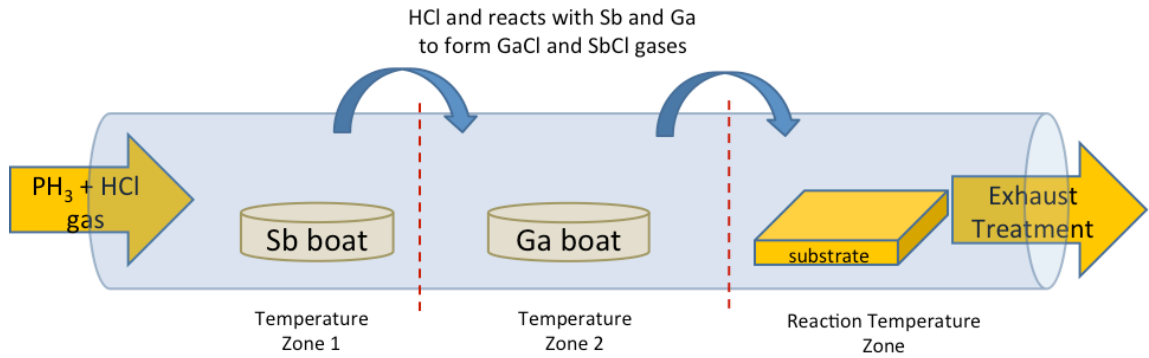 HCl and reacts with Sb and Ga
to form GaCl and SbCl gases
PH₃ + HCl
gas
Sb boat
Ga boat
substrate
Exhaust
Treatment
Temperature
Zone 1
Temperature
Zone 2
Reaction Temperature
Zone